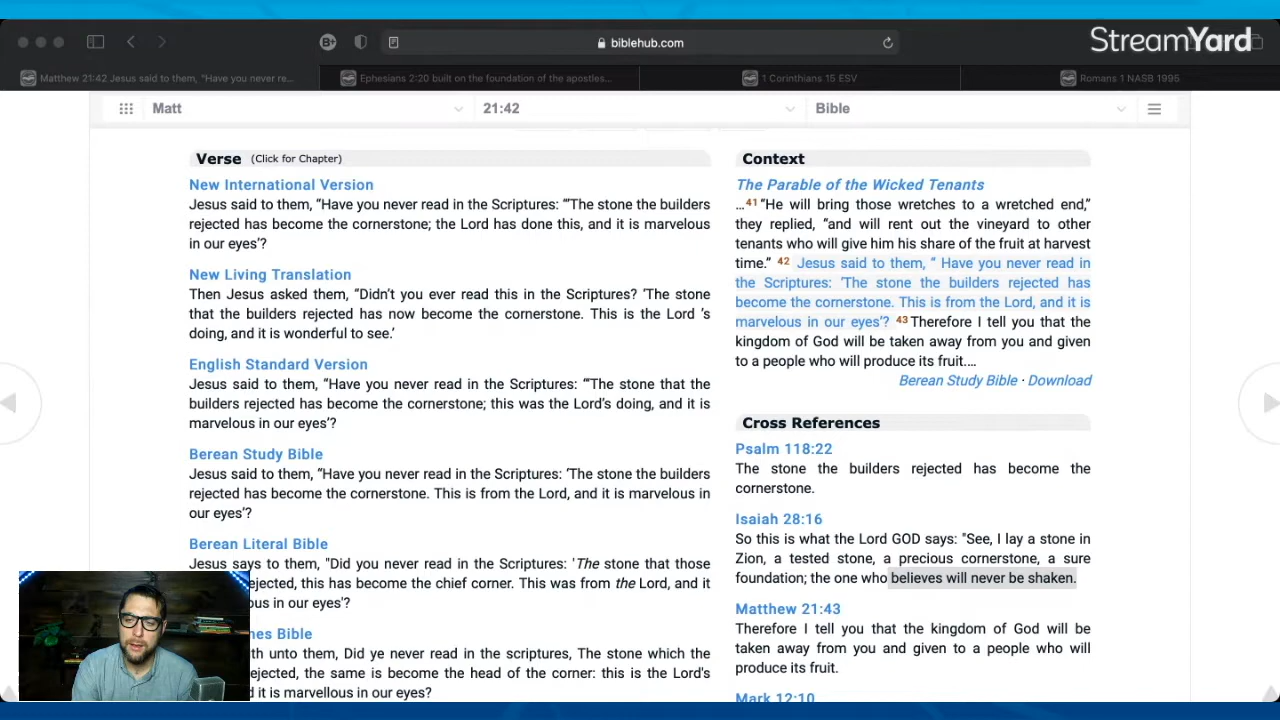 biblehub.com
StreamYard
Matthew 21:42 Jesus said to them, "Have you never re...
Ephesians 2:20 built on the foundation of the apostles...
1 Corinthians 15 ESV
Romans 1 NASB 1995
Matt
21:42
Bible
Verse (Click for Chapter)
New International Version
Jesus said to them, “Have you never read in the Scriptures: “‘The stone the builders
rejected has become the cornerstone; the Lord has done this, and it is marvelous
in our eyes’?
New Living Translation
Then Jesus asked them, “Didn’t you ever read this in the Scriptures? ‘The stone
that the builders rejected has now become the cornerstone. This is the Lord ’s
doing, and it is wonderful to see.’
English Standard Version
Jesus said to them, “Have you never read in the Scriptures: “‘The stone that the
builders rejected has become the cornerstone; this was the Lord’s doing, and it is
marvelous in our eyes’?
Berean Study Bible
Jesus said to them, “Have you never read in the Scriptures: ‘The stone the builders
rejected has become the cornerstone. This is from the Lord, and it is marvelous in
our eyes’?
Berean Literal Bible
Jesus says to them, "Did you never read in the Scriptures: 'The stone that those
ejected, this has become the chief corner. This was from the Lord, and it
ous in our eyes'?
nes Bible
th unto them, Did ye never read in the scriptures, The stone which the
ejected, the same is become the head of the corner: this is the Lord's
d it is marvellous in our eyes?
Context
The Parable of the Wicked Tenants
…41“He will bring those wretches to a wretched end,”
they replied, “and will rent out the vineyard to other
tenants who will give him his share of the fruit at harvest
time.” 42 Jesus said to them, “ Have you never read in
the Scriptures: ‘The stone the builders rejected has
become the cornerstone. This is from the Lord, and it is
marvelous in our eyes’? 43Therefore I tell you that the
kingdom of God will be taken away from you and given
to a people who will produce its fruit.…
Berean Study Bible · Download
Cross References
Psalm 118:22
The stone the builders rejected has become the
cornerstone.
Isaiah 28:16
So this is what the Lord GOD says: "See, I lay a stone in
Zion, a tested stone, a precious cornerstone, a sure
foundation; the one who believes will never be shaken.
Matthew 21:43
Therefore I tell you that the kingdom of God will be
taken away from you and given to a people who will
produce its fruit.
Mark 12:10